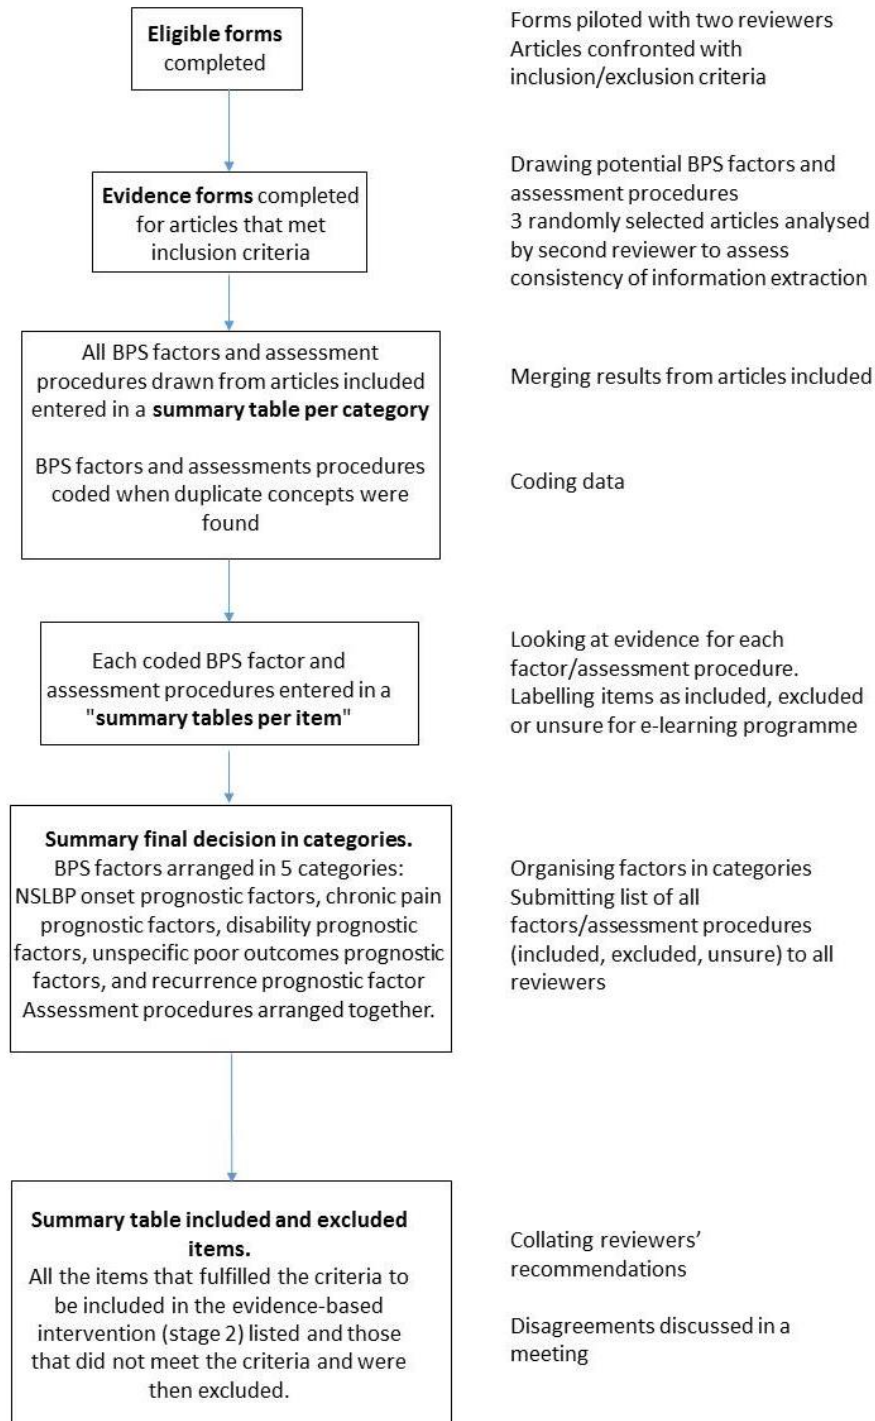 Eligible forms
completed
Forms piloted with two reviewers
Articles confronted with
inclusion/exclusion criteria
Evidence forms completed
for articles that met
inclusion criteria
Drawing potential BPS factors and
assessment procedures
3 randomly selected articles analysed
by second reviewer to assess
consistency of information extraction
All BPS factors and assessment
procedures drawn from articles included
entered in a summary table per category
BPS factors and assessments procedures
coded when duplicate concepts were
found
Merging results from articles included
Coding data
Each coded BPS factor and
assessment procedures entered in a
"summary tables per item"
Looking at evidence for each
factor/assessment procedure.
Labelling items as included, excluded
or unsure for e-learning programme
Summary final decision in categories.
BPS factors arranged in 5 categories:
NSLBP onset prognostic factors, chronic pain
prognostic factors, disability prognostic
factors, unspecific poor outcomes prognostic
factors, and recurrence prognostic factor
Assessment procedures arranged together.
Organising factors in categories
Submitting list of all
factors/assessment procedures
(included, excluded, unsure) to all
reviewers
Summary table included and excluded
items.
All the items that fulfilled the criteria to
be included in the evidence-based
intervention (stage 2) listed and those
that did not meet the criteria and were
then excluded.
Collating reviewers’
recommendations
Disagreements discussed in a
meeting